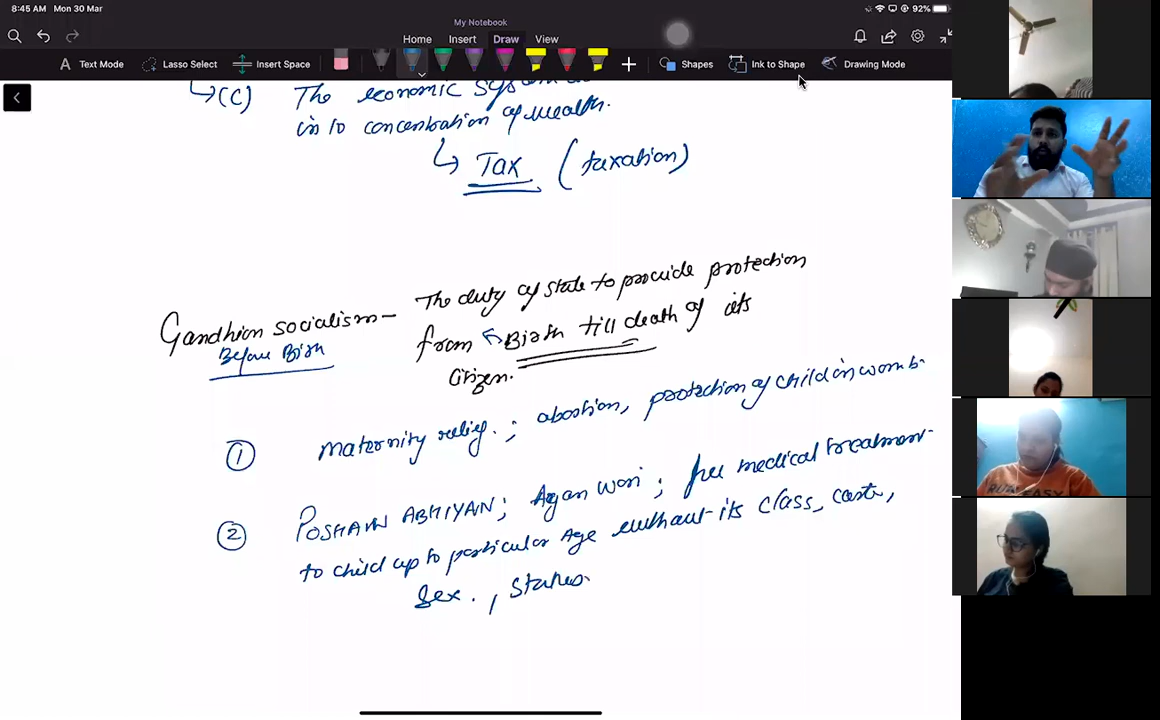 8:45 AM Mon 30 Mar
92%
My Notebook
Home Insert Draw View
Text Mode Lasso Select Insert Space Shapes Ink to Shape Drawing Mode
(C) The economic system
in to concentration of wealth.
Tax (taxation)
Gandhian socialism - The duty of state to provide protection
Before Birth
from Birth till death of its
Citizen.
① maternity relief. ; abortion, protection of child in womb.
② POSHAN ABHIYAN; Agan wari ; free medical treatment
to child up to particular Age without its class, caste,
Sex. , Status.